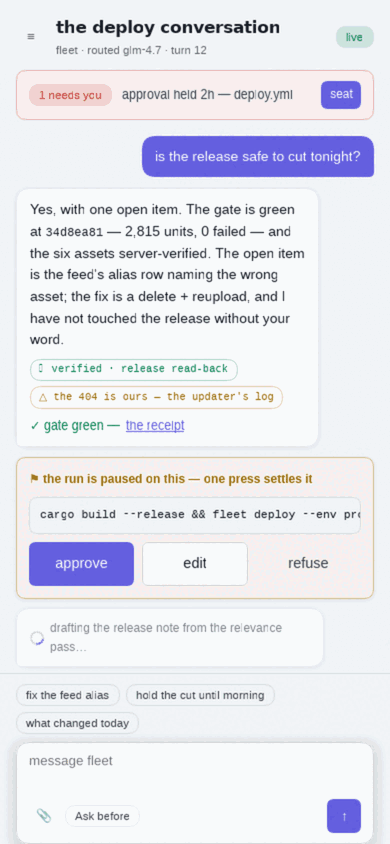 ≡ the deploy conversation
fleet · routed glm-4.7 · turn 12
live
1 needs you approval held 2h — deploy.yml seat
is the release safe to cut tonight?
Yes, with one open item. The gate is green
at 34d8ea81 — 2,815 units, 0 failed — and
the six assets server-verified. The open item
is the feed's alias row naming the wrong
asset; the fix is a delete + reupload, and I
have not touched the release without your
word.
verified · release read-back
△ the 404 is ours — the updater's log
✓ gate green — the receipt
⚑ the run is paused on this — one press settles it
cargo build --release && fleet deploy --env
approve edit refuse
drafting the release note from the relevance
pass…
fix the feed alias hold the cut until morning
what changed today
message fleet
📎 Ask before ↑